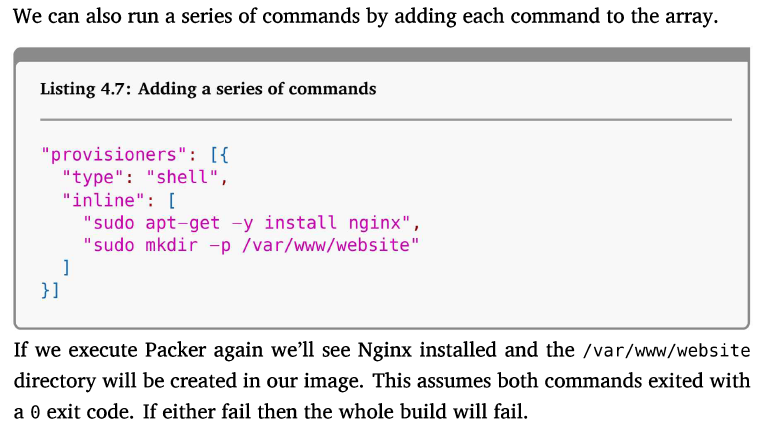 We can also run a series of commands by adding each command to the array.
Listing 4.7: Adding a series of commands
"provisioners": [{
  "type": "shell",
  "inline": [
    "sudo apt-get -y install nginx",
    "sudo mkdir -p /var/www/website"
  ]
}]
If we execute Packer again we'll see Nginx installed and the /var/www/website
directory will be created in our image. This assumes both commands exited with
a 0 exit code. If either fail then the whole build will fail.